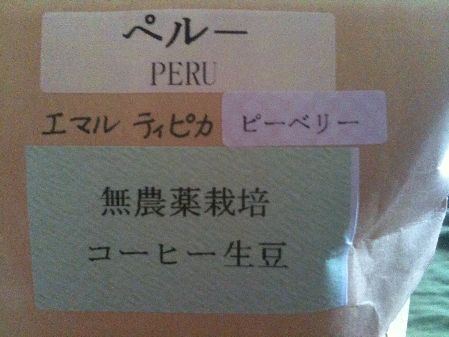 ペルー
PERU
エマル ティピカ ピーベリー
無農薬栽培
コーヒー生豆